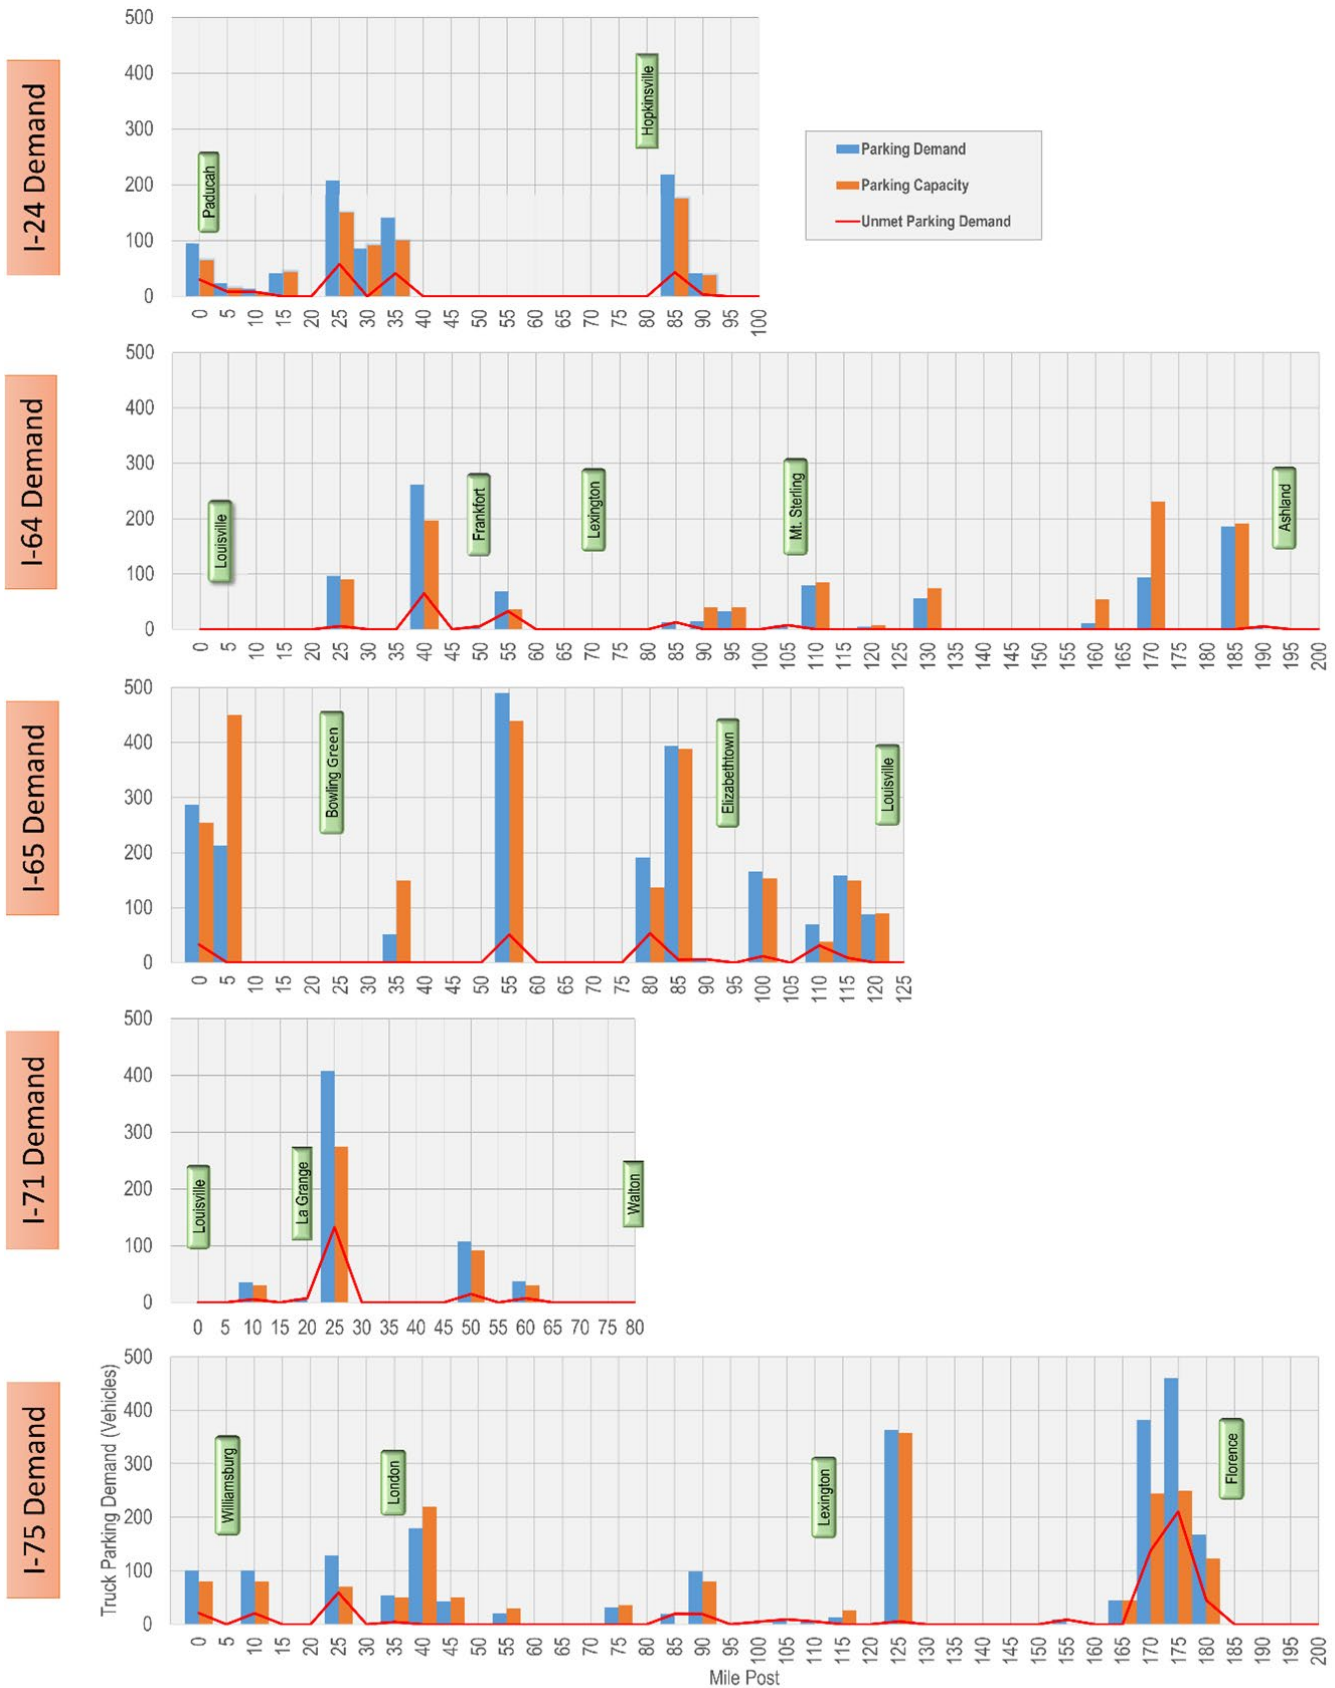 I-24 Demand
500
400
300
200
100
0
Paducah
Hopkinsville
0 5 10 15 20 25 30 35 40 45 50 55 60 65 70 75 80 85 90 95 100
Parking Demand
Parking Capacity
Unmet Parking Demand
I-64 Demand
500
400
300
200
100
0
Louisville
Frankfort
Lexington
Mt. Sterling
Ashland
0 5 10 15 20 25 30 35 40 45 50 55 60 65 70 75 80 85 90 95 100 105 110 115 120 125 130 135 140 145 150 155 160 165 170 175 180 185 190 195 200
I-65 Demand
500
400
300
200
100
0
Bowling Green
Elizabethtown
Louisville
0 5 10 15 20 25 30 35 40 45 50 55 60 65 70 75 80 85 90 95 100 105 110 115 120 125
I-71 Demand
500
400
300
200
100
0
Louisville
La Grange
Walton
0 5 10 15 20 25 30 35 40 45 50 55 60 65 70 75 80
I-75 Demand
Truck Parking Demand (Vehicles)
500
400
300
200
100
0
Williamsburg
London
Lexington
Florence
0 5 10 15 20 25 30 35 40 45 50 55 60 65 70 75 80 85 90 95 100 105 110 115 120 125 130 135 140 145 150 155 160 165 170 175 180 185 190 195 200
Mile Post